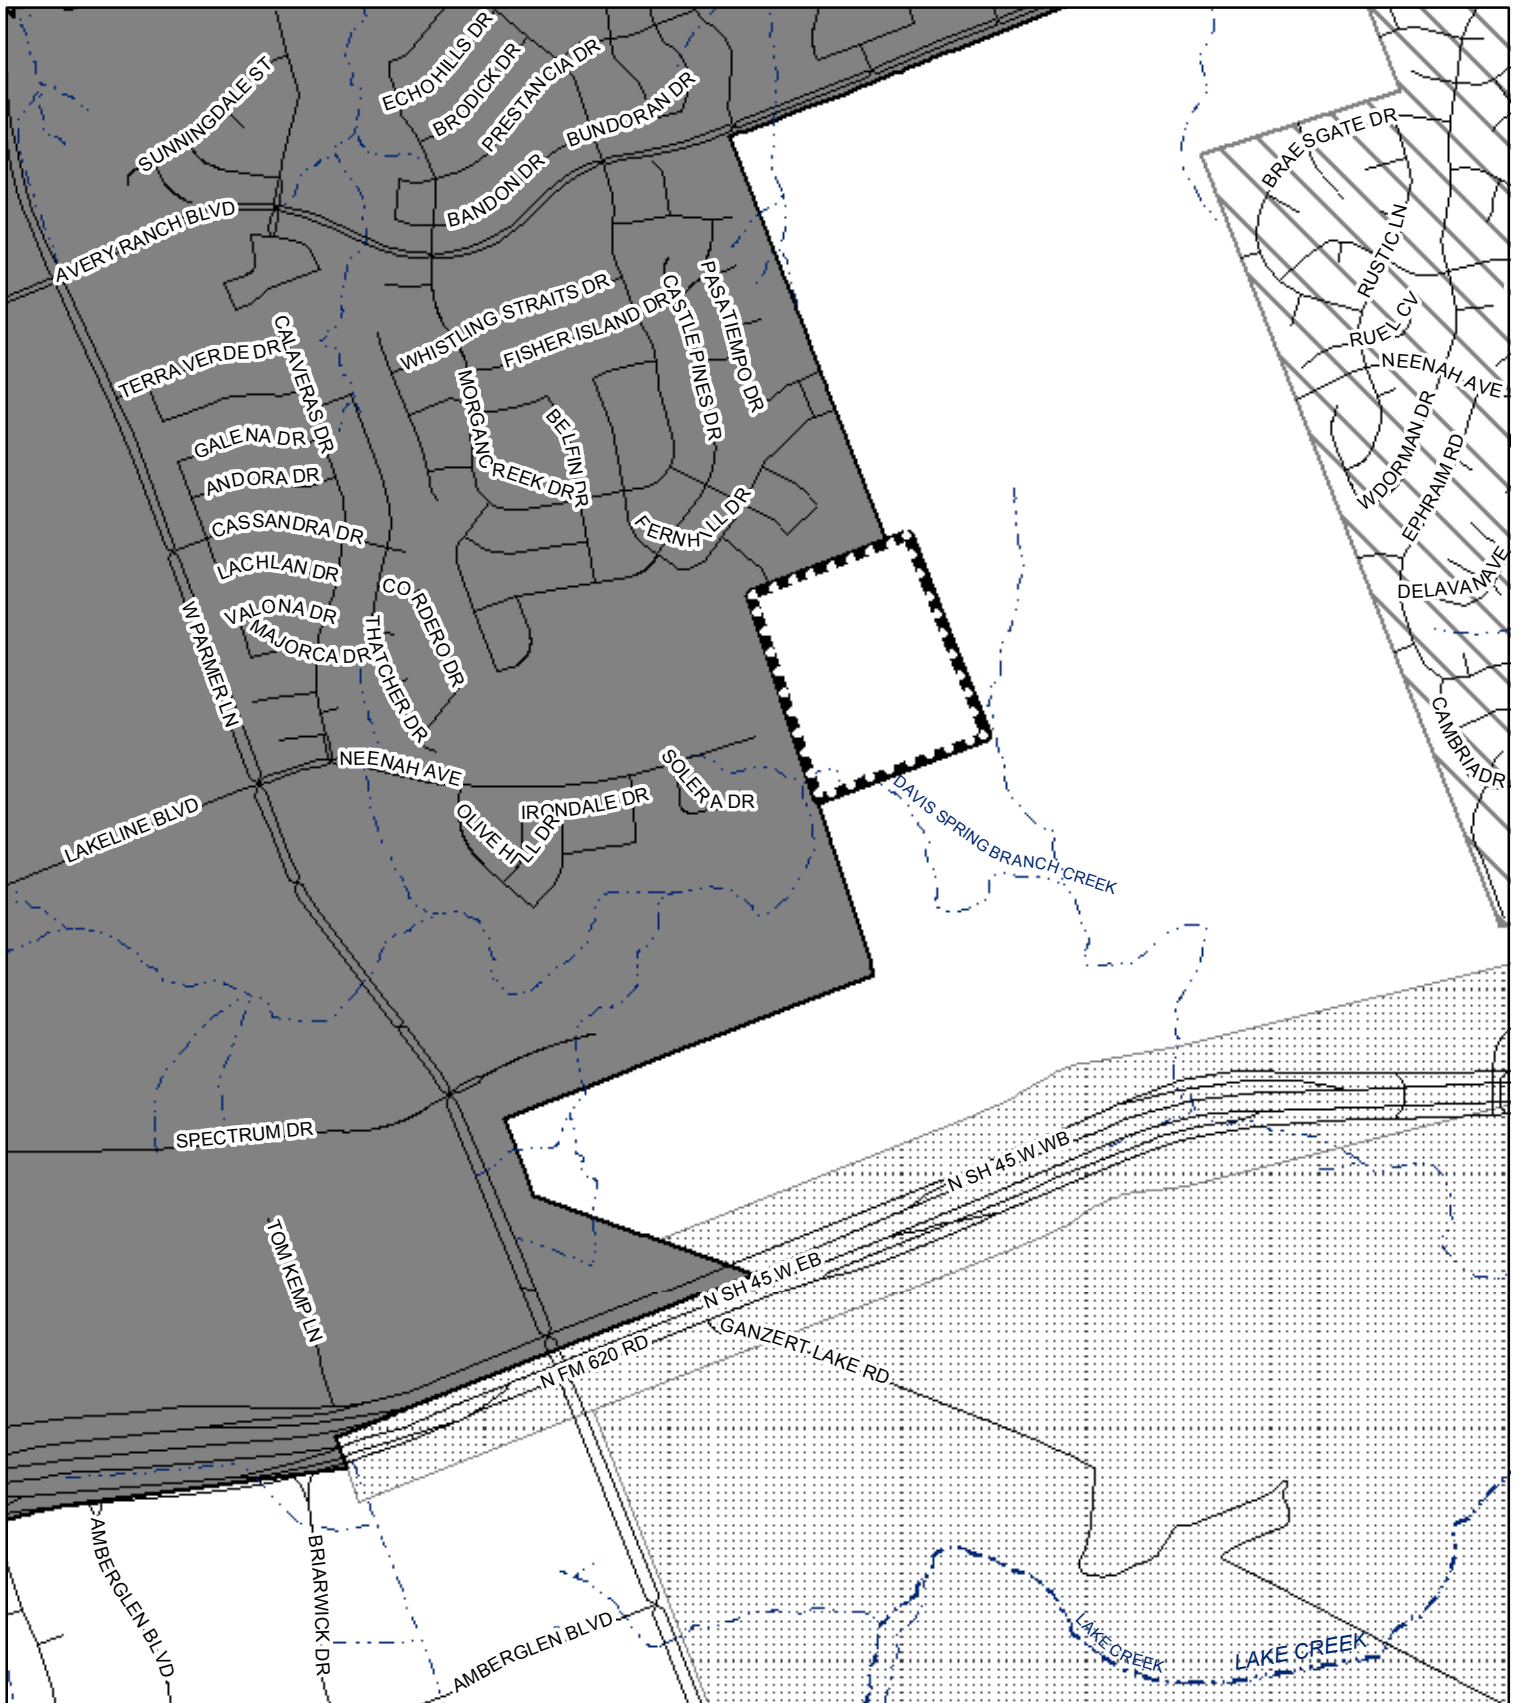 ECHO HILLS DR
BRODICK DR
PRESTANCIA DR
SUNNINGDALE ST
BUNDORAN DR
BANDON DR
AVERY RANCH BLVD
BRAESGATE DR
RUSTIC LN
RUEL CV
NEENAH AVE
WDOORMAN DR
EPHRAIM RD
DELAVAN AVE
CAMBRIA DR
WHISTLING STRAITS DR
FISHER ISLAND DR
CASTLE PINES DR
PASATIEMPO DR
TERRA VERDE DR
CALAVERAS DR
MORGAN CREEK DR
BELFIN DR
GALENA DR
ANDORA DR
CASSANDRA DR
FERNHILL DR
LACHLAN DR
VALONA DR
MAJORCA DR
CORDERO DR
THATCHER DR
W PARMER LN
NEENAH AVE
SOLERA DR
IRONDALE DR
OLIVE HILL DR
LAKELINE BLVD
DAVIS SPRING BRANCH CREEK
SPECTRUM DR
N SH 45 W WB
N SH 45 W EB
TOM KEMP LN
N FM 620 RD
GANZERT LAKE RD
AMBERGLEN BLVD
BRIARWICK DR
AMBERGLEN BLVD
LAKE CREEK
LAKE CREEK